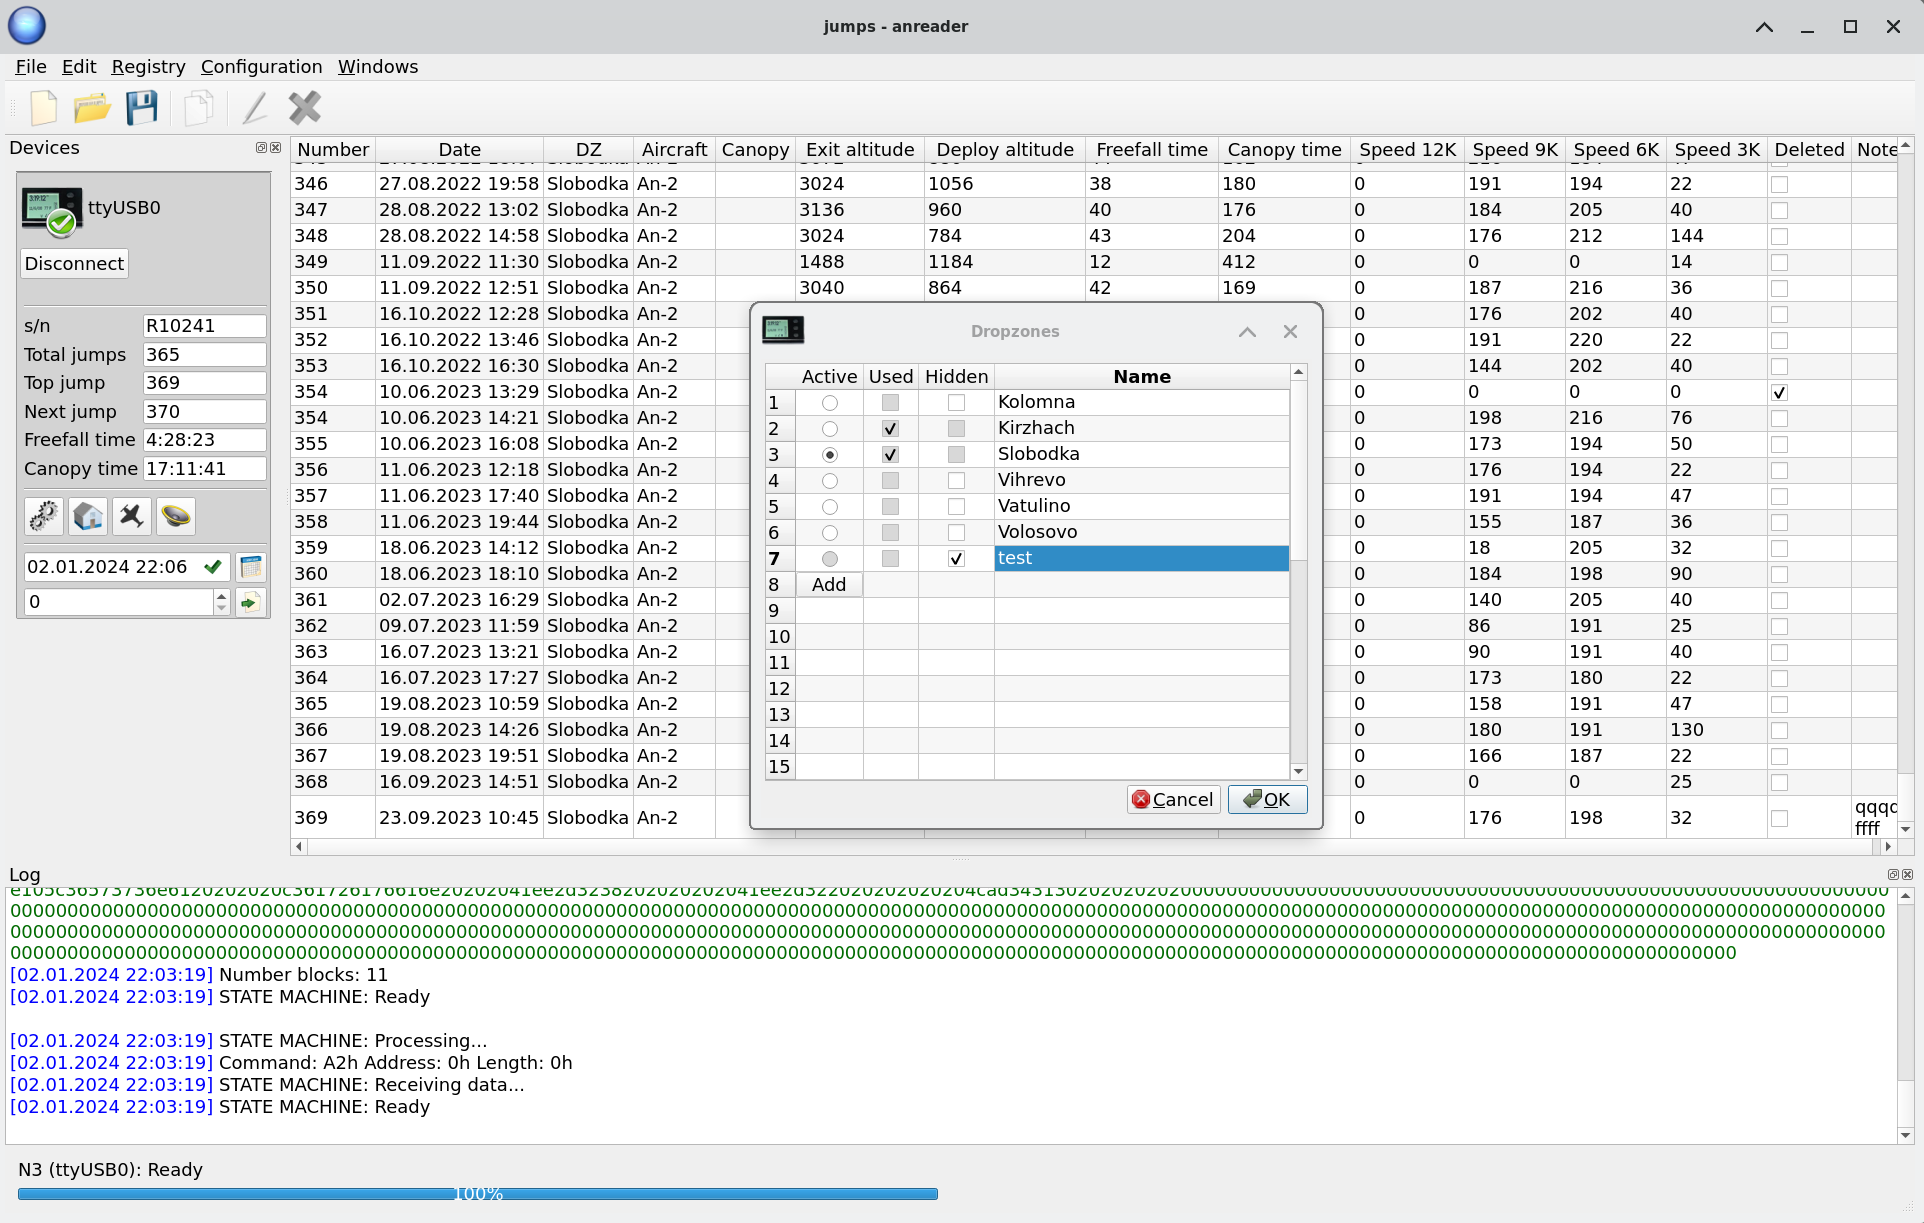 jumps - anreader
File Edit Registry Configuration Windows
Devices
ttyUSB0
Disconnect
s/n R10241
Total jumps 365
Top jump 369
Next jump 370
Freefall time 4:28:23
Canopy time 17:11:41
02.01.2024 22:06
0
Number Date DZ Aircraft Canopy Exit altitude Deploy altitude Freefall time Canopy time Speed 12K Speed 9K Speed 6K Speed 3K Deleted Note
346 27.08.2022 19:58 Slobodka An-2 3024 1056 38 180 0 191 194 22
347 28.08.2022 13:02 Slobodka An-2 3136 960 40 176 0 184 205 40
348 28.08.2022 14:58 Slobodka An-2 3024 784 43 204 0 176 212 144
349 11.09.2022 11:30 Slobodka An-2 1488 1184 12 412 0 0 0 14
350 11.09.2022 12:51 Slobodka An-2 3040 864 42 169 0 187 216 36
351 16.10.2022 12:28 Slobodka An-2 0 176 202 40
352 16.10.2022 13:46 Slobodka An-2 0 191 220 22
353 16.10.2022 16:30 Slobodka An-2 0 144 202 40
354 10.06.2023 13:29 Slobodka An-2 0 0 0 0
354 10.06.2023 14:21 Slobodka An-2 0 198 216 76
355 10.06.2023 16:08 Slobodka An-2 0 173 194 50
356 11.06.2023 12:18 Slobodka An-2 0 176 194 22
357 11.06.2023 17:40 Slobodka An-2 0 191 194 47
358 11.06.2023 19:44 Slobodka An-2 0 155 187 36
359 18.06.2023 14:12 Slobodka An-2 0 18 205 32
360 18.06.2023 18:10 Slobodka An-2 0 184 198 90
361 02.07.2023 16:29 Slobodka An-2 0 140 205 40
362 09.07.2023 11:59 Slobodka An-2 0 86 191 25
363 16.07.2023 13:21 Slobodka An-2 0 90 191 40
364 16.07.2023 17:27 Slobodka An-2 0 173 180 22
365 19.08.2023 10:59 Slobodka An-2 0 158 191 47
366 19.08.2023 14:26 Slobodka An-2 0 180 191 130
367 19.08.2023 19:51 Slobodka An-2 0 166 187 22
368 16.09.2023 14:51 Slobodka An-2 0 0 0 25
369 23.09.2023 10:45 Slobodka An-2 0 176 198 32 qqqq
ffff
Dropzones
Active Used Hidden Name
1 Kolomna
2 Kirzhach
3 Slobodka
4 Vihrevo
5 Vatulino
6 Volosovo
7 test
8 Add
9
10
11
12
13
14
15
Cancel OK
Log
[02.01.2024 22:03:19] Number blocks: 11
[02.01.2024 22:03:19] STATE MACHINE: Ready
[02.01.2024 22:03:19] STATE MACHINE: Processing...
[02.01.2024 22:03:19] Command: A2h Address: 0h Length: 0h
[02.01.2024 22:03:19] STATE MACHINE: Receiving data...
[02.01.2024 22:03:19] STATE MACHINE: Ready
N3 (ttyUSB0): Ready
100%